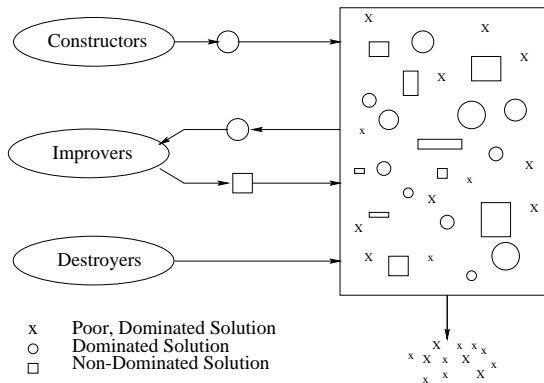 Constructors
Improvers
Destroyers
x Poor, Dominated Solution
Dominated Solution
Non-Dominated Solution